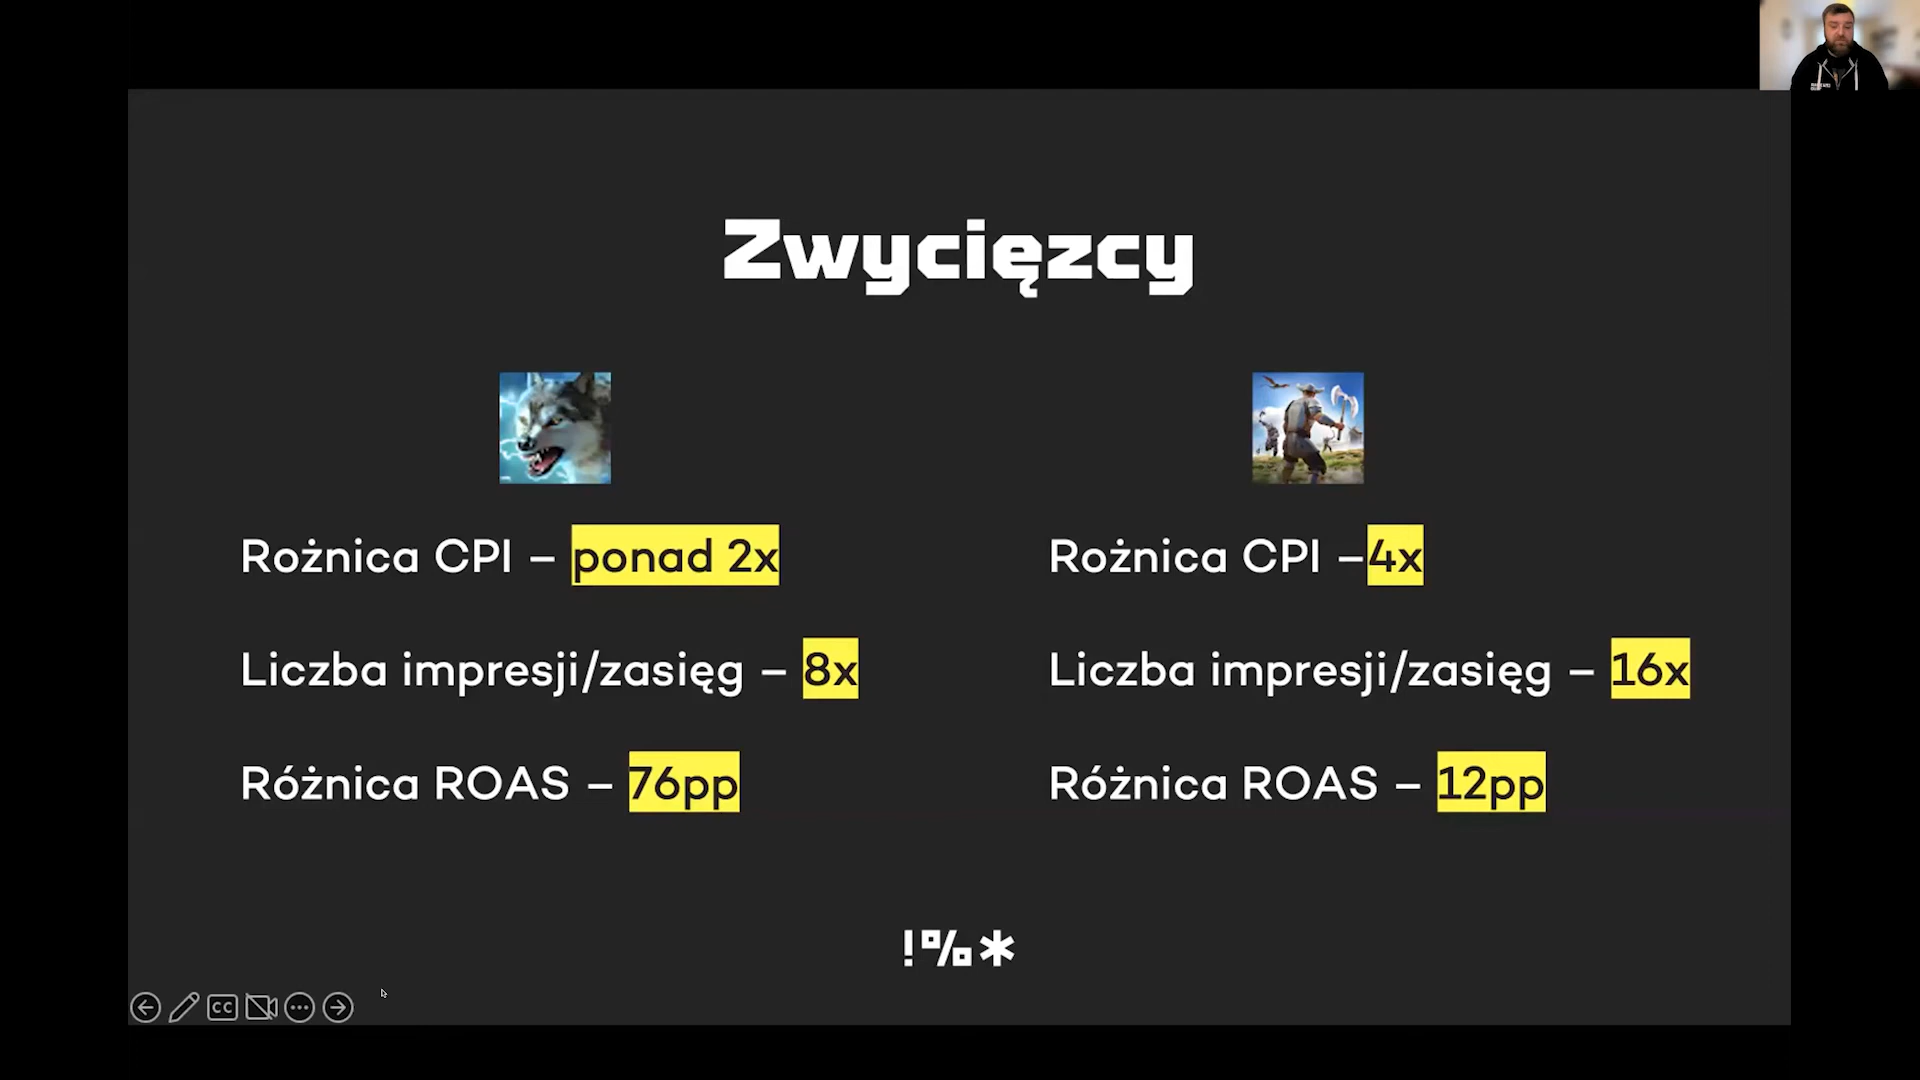 Zwycięzcy
Rożnica CPI – ponad 2x
Liczba impresji/zasięg – 8x
Różnica ROAS – 76pp
Rożnica CPI –4x
Liczba impresji/zasięg – 16x
Różnica ROAS – 12pp
!%*
CC